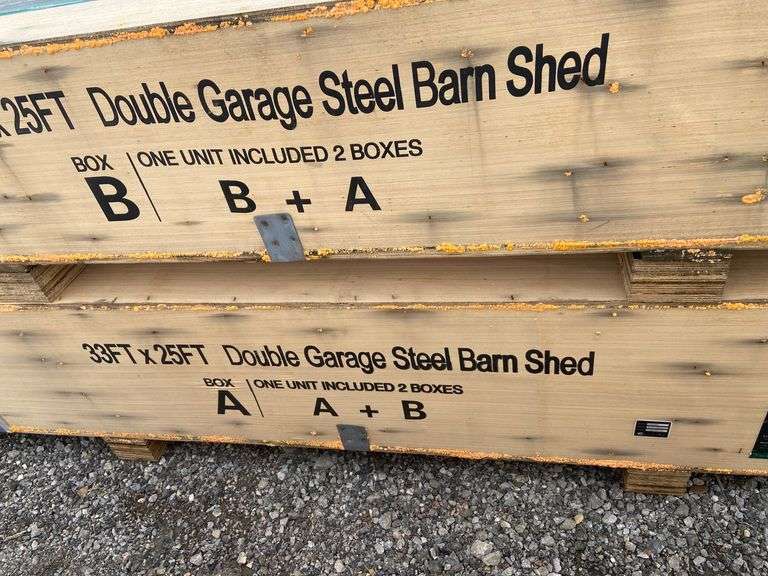 x 25FT Double Garage Steel Barn Shed
BOX B | ONE UNIT INCLUDED 2 BOXES
B + A
33FT x 25FT Double Garage Steel Barn Shed
BOX A | ONE UNIT INCLUDED 2 BOXES
A + B